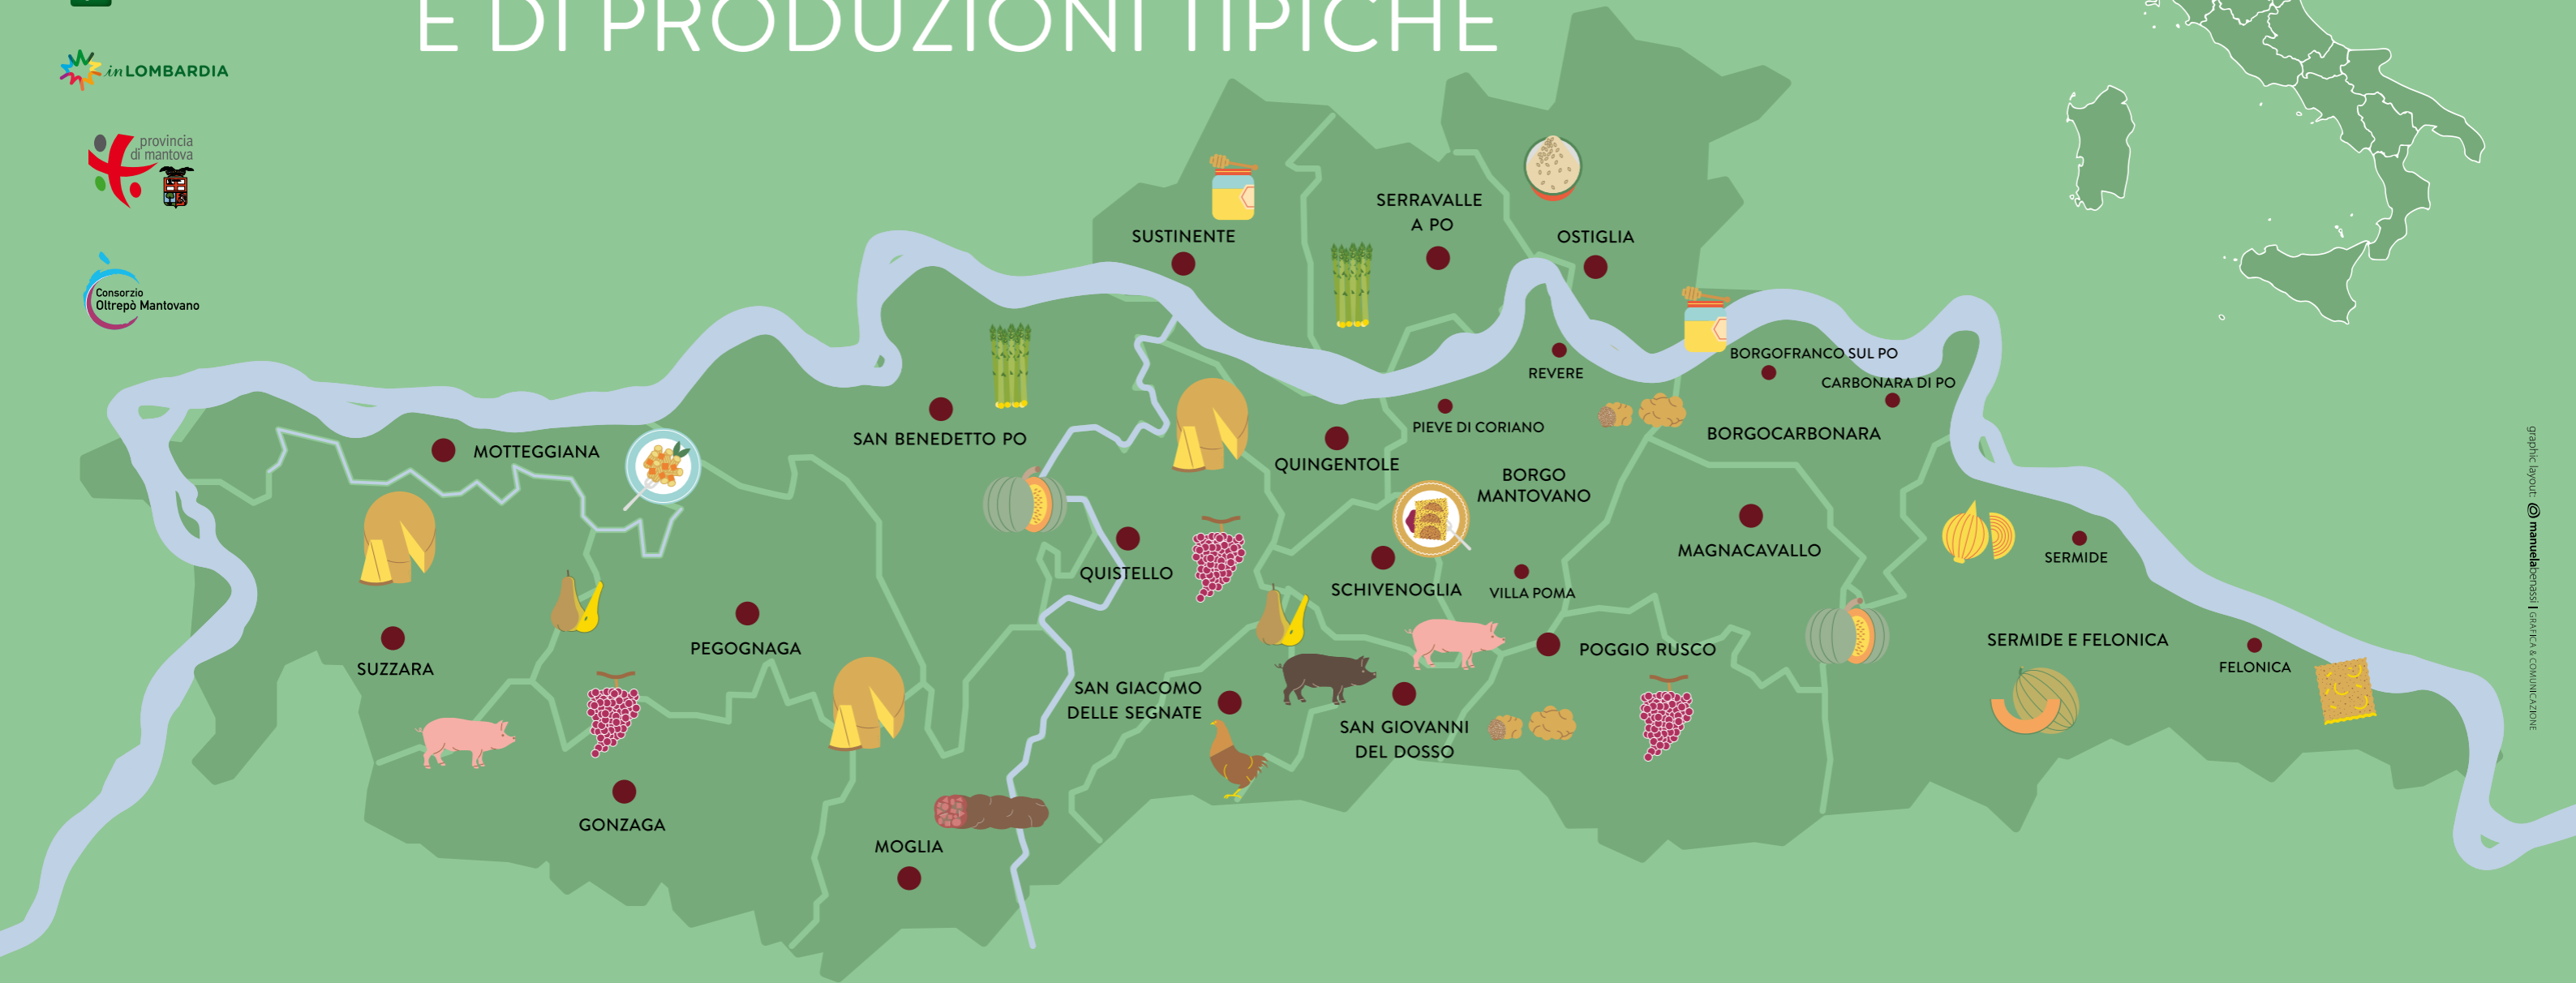 E DI PRODUZIONI TIPICHE
inLOMBARDIA
provincia
di mantova
Consorzio
Oltrepò Mantovano
SUSTINENTE
SERRAVALLE
A PO
OSTIGLIA
REVERE
BORGOFRANCO SUL PO
CARBONARA DI PO
BORGOCARBONARA
PIEVE DI CORIANO
MOTTEGGIANA
SAN BENEDETTO PO
QUINGENTOLE
BORGO
MANTOVANO
MAGNACAVALLO
SERMIDE
QUISTELLO
SCHIVENOGLIA
VILLA POMA
SUZZARA
PEGOGNAGA
POGGIO RUSCO
SERMIDE E FELONICA
FELONICA
SAN GIACOMO
DELLE SEGNATE
SAN GIOVANNI
DEL DOSSO
GONZAGA
MOGLIA
graphic layout: @ manuelabenassi | GRAFICA & COMUNICAZIONE